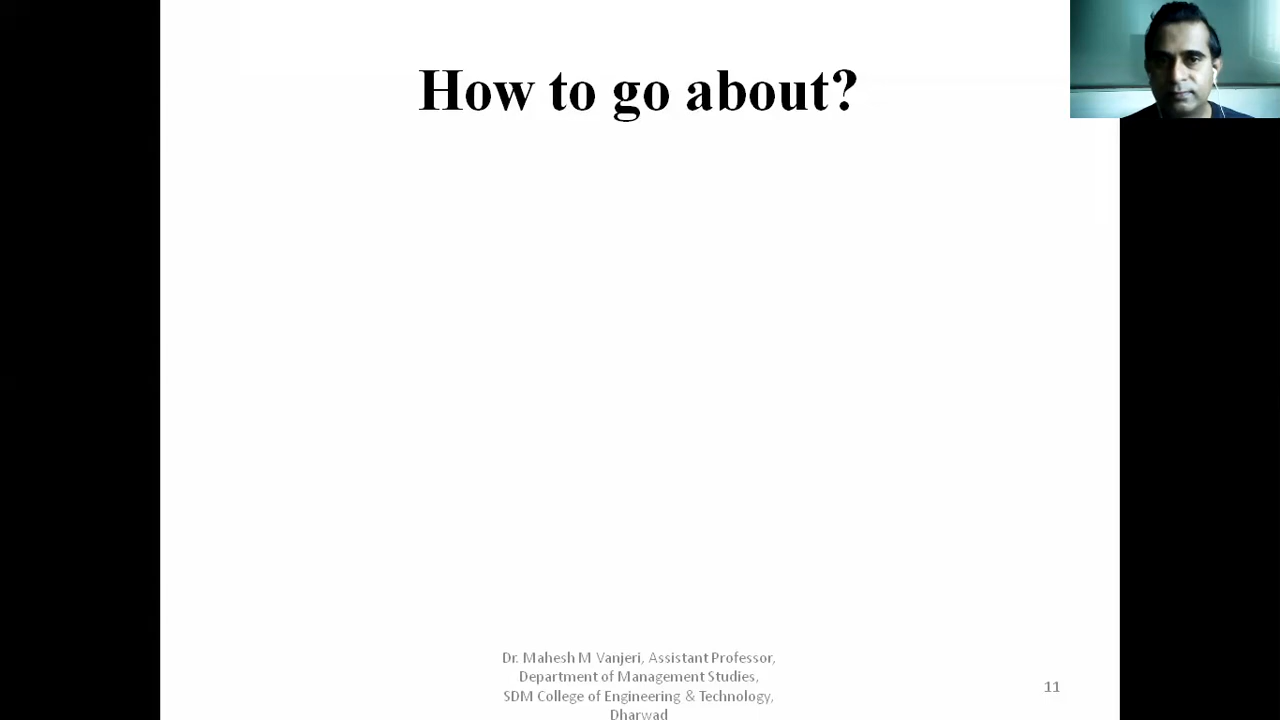 How to go about?
Dr. Mahesh M Vanjeri, Assistant Professor,
Department of Management Studies,
SDM College of Engineering & Technology,
Dharwad
11